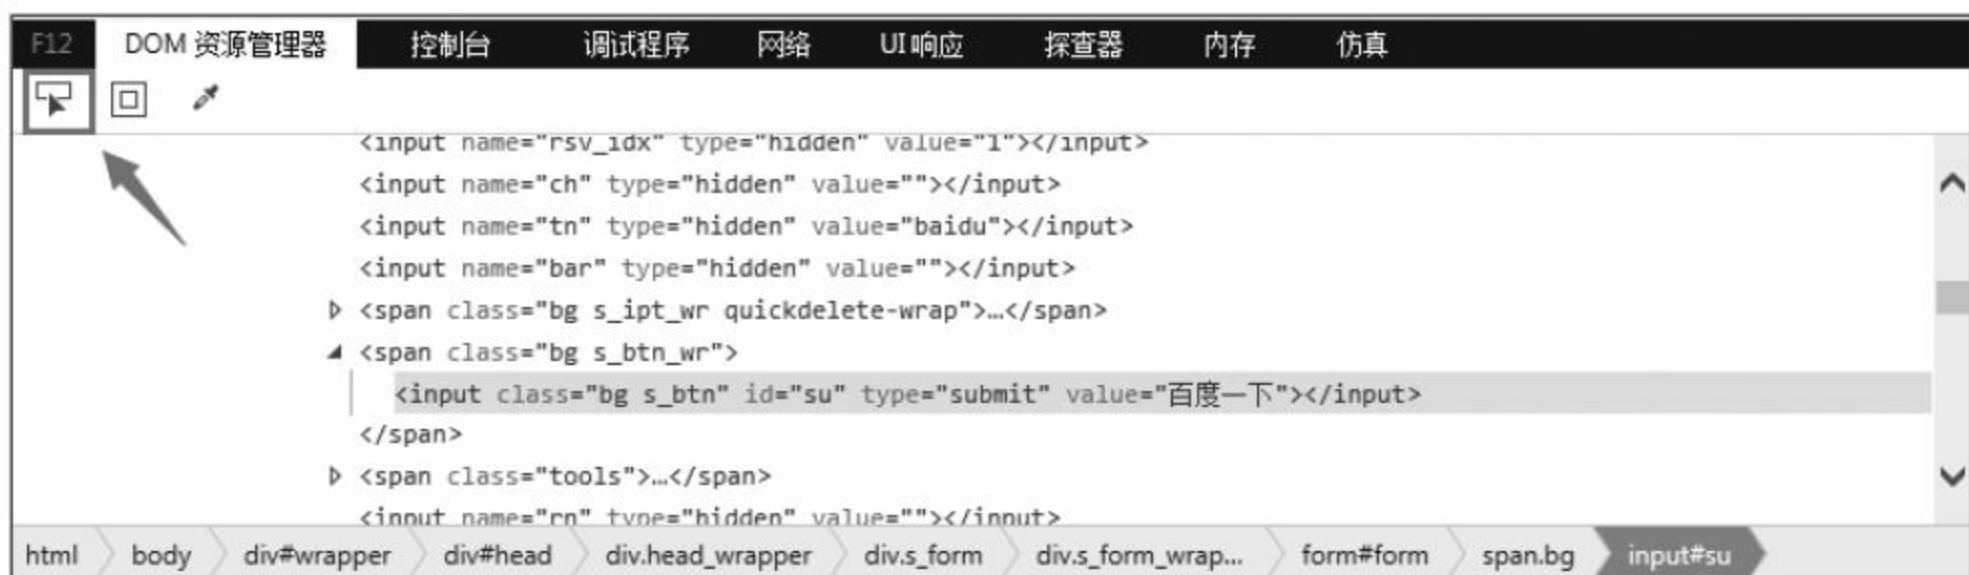 F12 DOM 资源管理器 控制台 调试程序 网络 UI 响应 探查器 内存 仿真
<input name="rsv_idx" type="hidden" value="1"></input>
<input name="ch" type="hidden" value=""></input>
<input name="tn" type="hidden" value="baidu"></input>
<input name="bar" type="hidden" value=""></input>
<span class="bg s_ipt_wr quickdelete-wrap">…</span>
<span class="bg s_btn_wr">
<input class="bg s_btn" id="su" type="submit" value="百度一下"></input>
</span>
<span class="tools">…</span>
<input name="rn" type="hidden" value=""></input>
html body div#wrapper div#head div.head_wrapper div.s_form div.s_form_wrap... form#form span.bg input#su